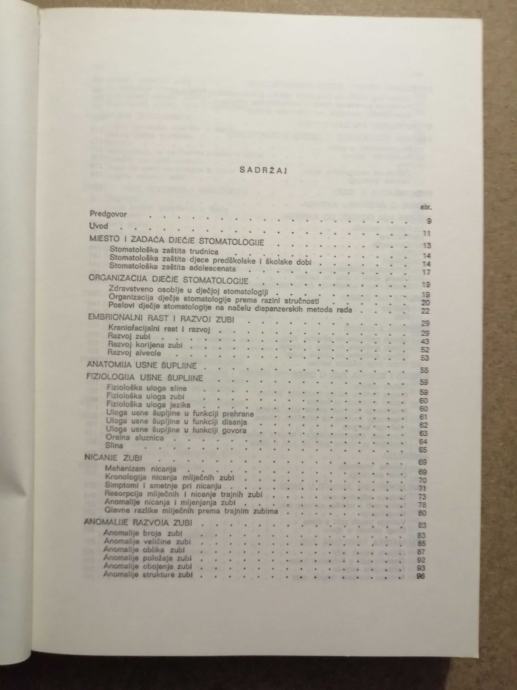 SADRŽAJ
str.
Predgovor . . . 9
Uvod . . . 11
MJESTO I ZADAĆA DJEČJE STOMATOLOGIJE . . . 13
Stomatološka zaštita trudnica . . . 14
Stomatološka zaštita djece predškolske i školske dobi . . . 14
Stomatološka zaštita adolescenata . . . 17
ORGANIZACIJA DJEČJE STOMATOLOGIJE . . . 19
Zdravstveno osoblje u dječjoj stomatologiji . . . 19
Organizacija dječje stomatologije prema razini stručnosti . . . 20
Poslovi dječje stomatologije na načelu dispanzerskih metoda rada . . . 22
EMBRIONALNI RAST I RAZVOJ ZUBI . . . 29
Kraniofacijalni rast i razvoj . . . 29
Razvoj zubi . . . 43
Razvoj korijena zubi . . . 52
Razvoj alveole . . . 53
ANATOMIJA USNE ŠUPLJINE . . . 55
FIZIOLOGIJA USNE ŠUPLJINE . . . 59
Fiziološka uloga sline . . . 59
Fiziološka uloga zubi . . . 60
Fiziološka uloga jezika . . . 60
Uloga usne šupljine u funkciji prehrane . . . 61
Uloga usne šupljine u funkciji disanja . . . 62
Uloga usne šupljine u funkciji govora . . . 63
Oralna sluznica . . . 64
Slina . . . 65
NICANJE ZUBI . . . 69
Mehanizam nicanja . . . 69
Kronologija nicanja mliječnih zubi . . . 70
Simptomi i smetnje pri nicanju . . . 71
Resorpcija mliječnih i nicanje trajnih zubi . . . 73
Anomalije nicanja i mijenjanja zubi . . . 78
Glavne razlike mliječnih prema trajnim zubima . . . 80
ANOMALIJE RAZVOJA ZUBI . . . 83
Anomalije broja zubi . . . 83
Anomalije veličine zubi . . . 85
Anomalije oblika zubi . . . 87
Anomalije položaja zubi . . . 92
Anomalije obojenja zubi . . . 93
Anomalije strukture zubi . . . 96